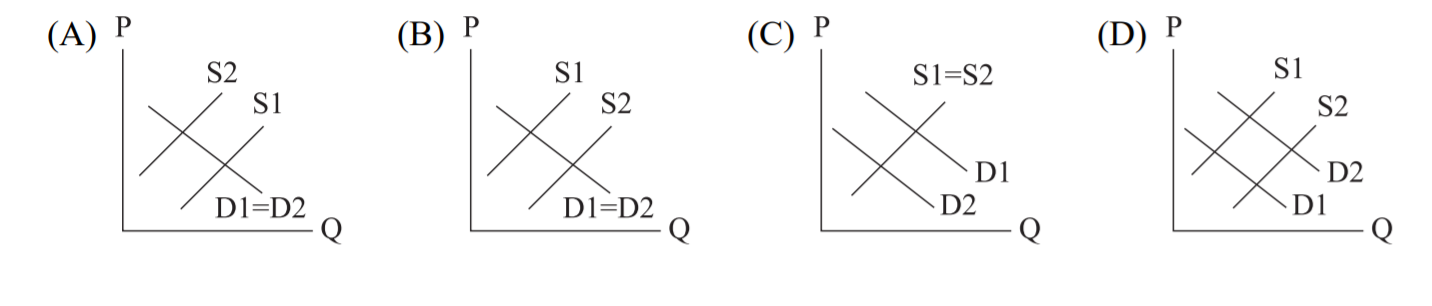 (A) P
S2
S1
D1=D2
Q
(B) P
S1
S2
D1=D2
Q
(C) P
S1=S2
D1
D2
Q
(D) P
S1
S2
D2
D1
Q